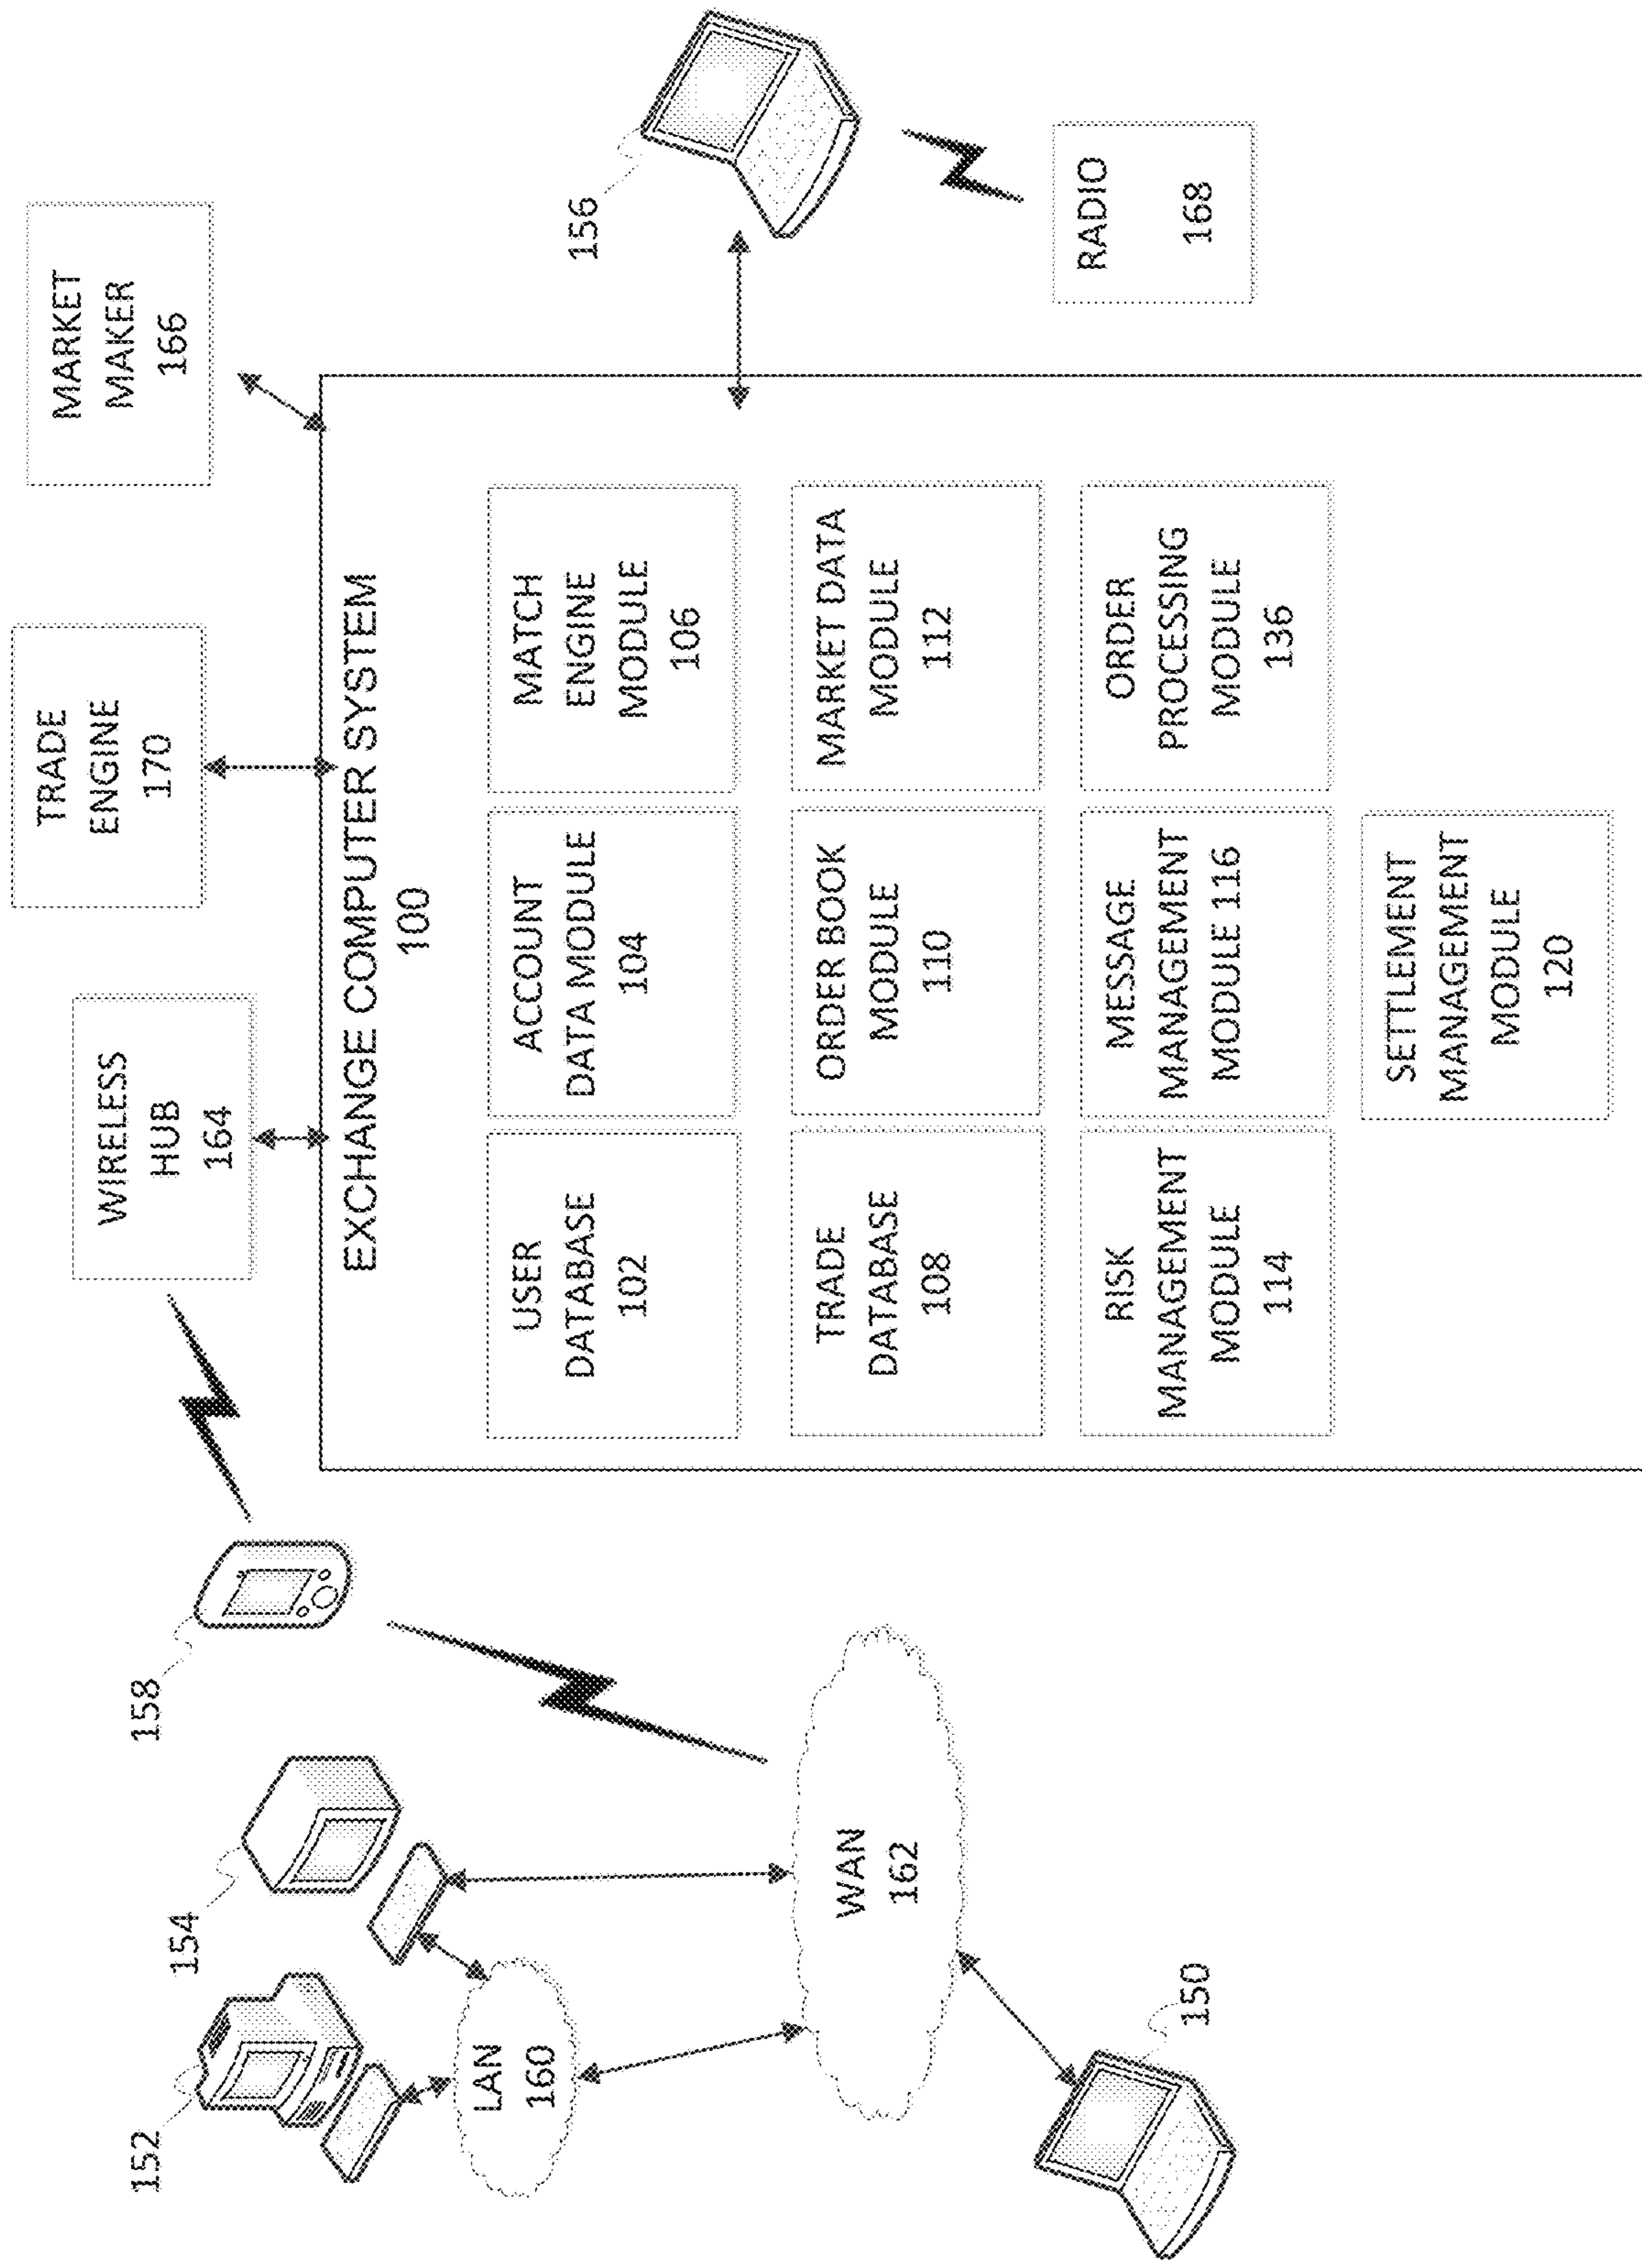 WIRELESS
HUB
164
TRADE
ENGINE
170
MARKET
MAKER
166
158
154
152
LAN
160
WAN
162
150
EXCHANGE COMPUTER SYSTEM
100
USER
DATABASE
102
ACCOUNT
DATA MODULE
104
MATCH
ENGINE
MODULE
106
TRADE
DATABASE
108
ORDER BOOK
MODULE
110
MARKET DATA
MODULE
112
RISK
MANAGEMENT
MODULE
114
MESSAGE
MANAGEMENT
MODULE 116
ORDER
PROCESSING
MODULE
136
SETTLEMENT
MANAGEMENT
MODULE
120
156
RADIO
168